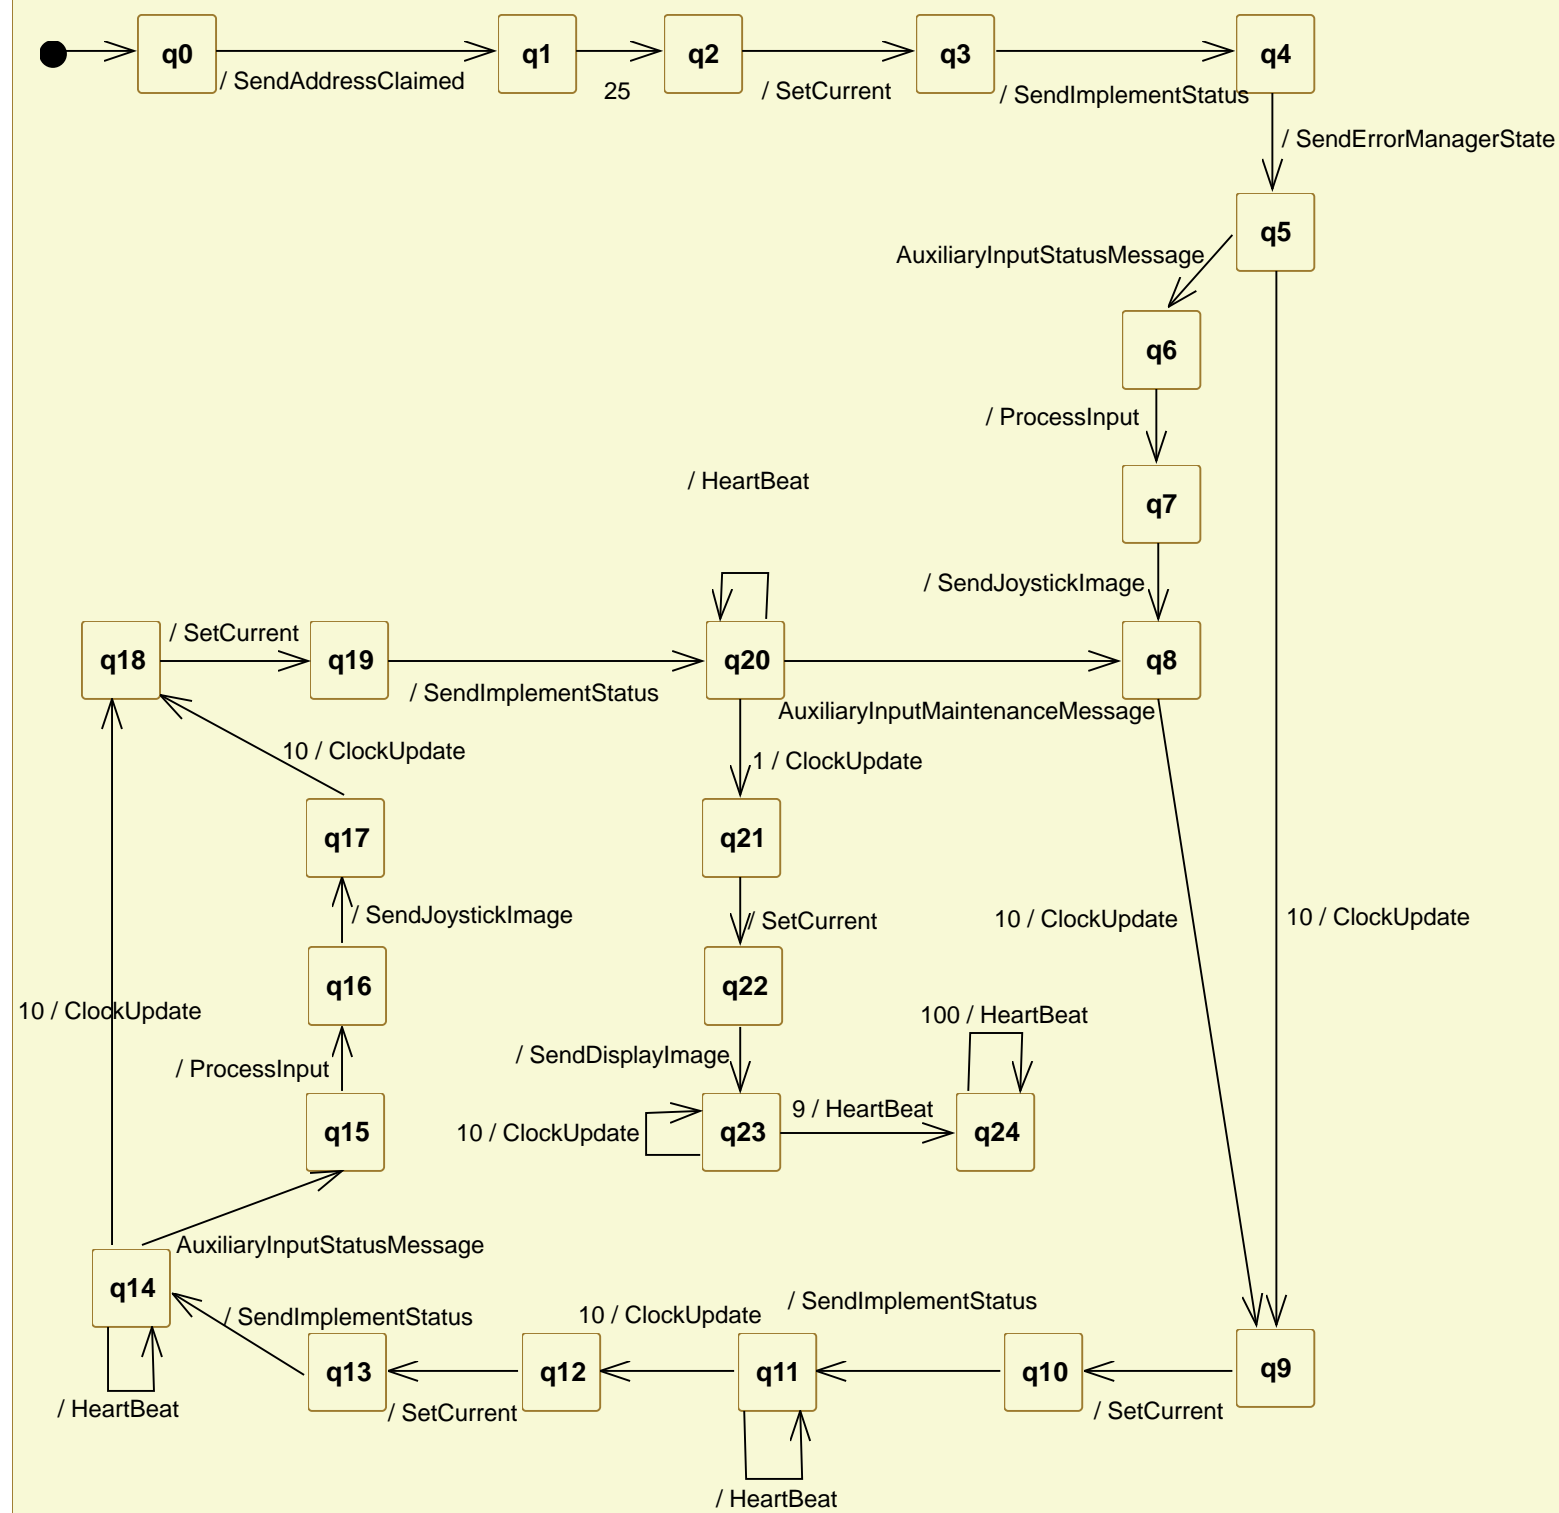 q0
q1
q2
q3
q4
/ SendAddressClaimed
25
/ SetCurrent
/ SendImplementStatus
/ SendErrorManagerState
q5
AuxiliaryInputStatusMessage
q6
/ ProcessInput
/ HeartBeat
q7
/ SendJoystickImage
q18
/ SetCurrent
q19
q20
q8
/ SendImplementStatus
AuxiliaryInputMaintenanceMessage
10 / ClockUpdate
1 / ClockUpdate
q17
q21
/ SendJoystickImage
/ SetCurrent
10 / ClockUpdate
10 / ClockUpdate
q16
q22
10 / ClockUpdate
100 / HeartBeat
/ ProcessInput
/ SendDisplayImage
q15
10 / ClockUpdate
q23
9 / HeartBeat
q24
AuxiliaryInputStatusMessage
q14
/ SendImplementStatus
10 / ClockUpdate
/ SendImplementStatus
q13
q12
q11
q10
q9
/ HeartBeat
/ SetCurrent
/ SetCurrent
/ HeartBeat